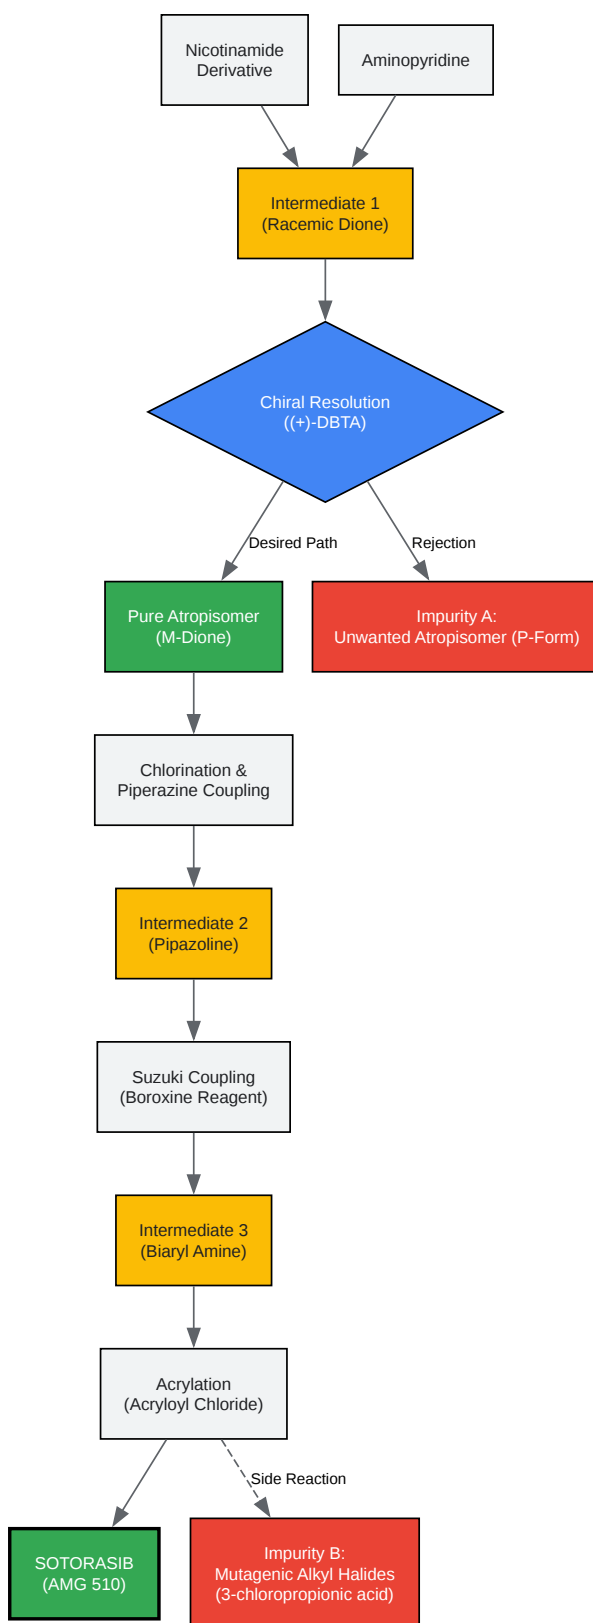 Nicotinamide
Derivative
Aminopyridine
Intermediate 1
(Racemic Dione)
Chiral Resolution
((+)-DBTA)
Desired Path
Rejection
Pure Atropisomer
(M-Dione)
Impurity A:
Unwanted Atropisomer (P-Form)
Chlorination &
Piperazine Coupling
Intermediate 2
(Pipazoline)
Suzuki Coupling
(Boroxine Reagent)
Intermediate 3
(Biaryl Amine)
Acrylation
(Acryloyl Chloride)
Side Reaction
SOTORASIB
(AMG 510)
Impurity B:
Mutagenic Alkyl Halides
(3-chloropropionic acid)